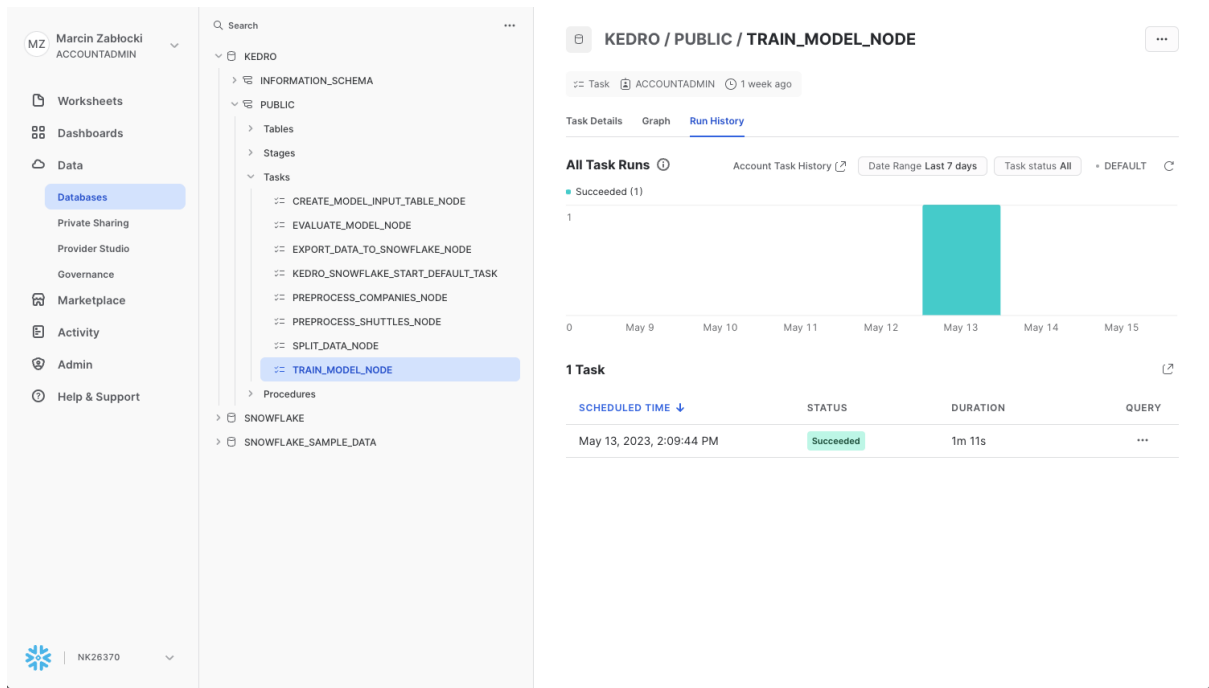 MZ
Marcin Zabłocki
ACCOUNTADMIN
Worksheets
Dashboards
Data
Databases
Private Sharing
Provider Studio
Governance
Marketplace
Activity
Admin
Help & Support
NK26370
Search
KEDRO
INFORMATION_SCHEMA
PUBLIC
Tables
Stages
Tasks
CREATE_MODEL_INPUT_TABLE_NODE
EVALUATE_MODEL_NODE
EXPORT_DATA_TO_SNOWFLAKE_NODE
KEDRO_SNOWFLAKE_START_DEFAULT_TASK
PREPROCESS_COMPANIES_NODE
PREPROCESS_SHUTTLES_NODE
SPLIT_DATA_NODE
TRAIN_MODEL_NODE
Procedures
SNOWFLAKE
SNOWFLAKE_SAMPLE_DATA
KEDRO / PUBLIC / TRAIN_MODEL_NODE
Task ACCOUNTADMIN 1 week ago
Task Details Graph Run History
All Task Runs Account Task History Date Range Last 7 days Task status All DEFAULT
Succeeded (1)
1
0 May 9 May 10 May 11 May 12 May 13 May 14 May 15
1 Task
SCHEDULED TIME STATUS DURATION QUERY
May 13, 2023, 2:09:44 PM Succeeded 1m 11s